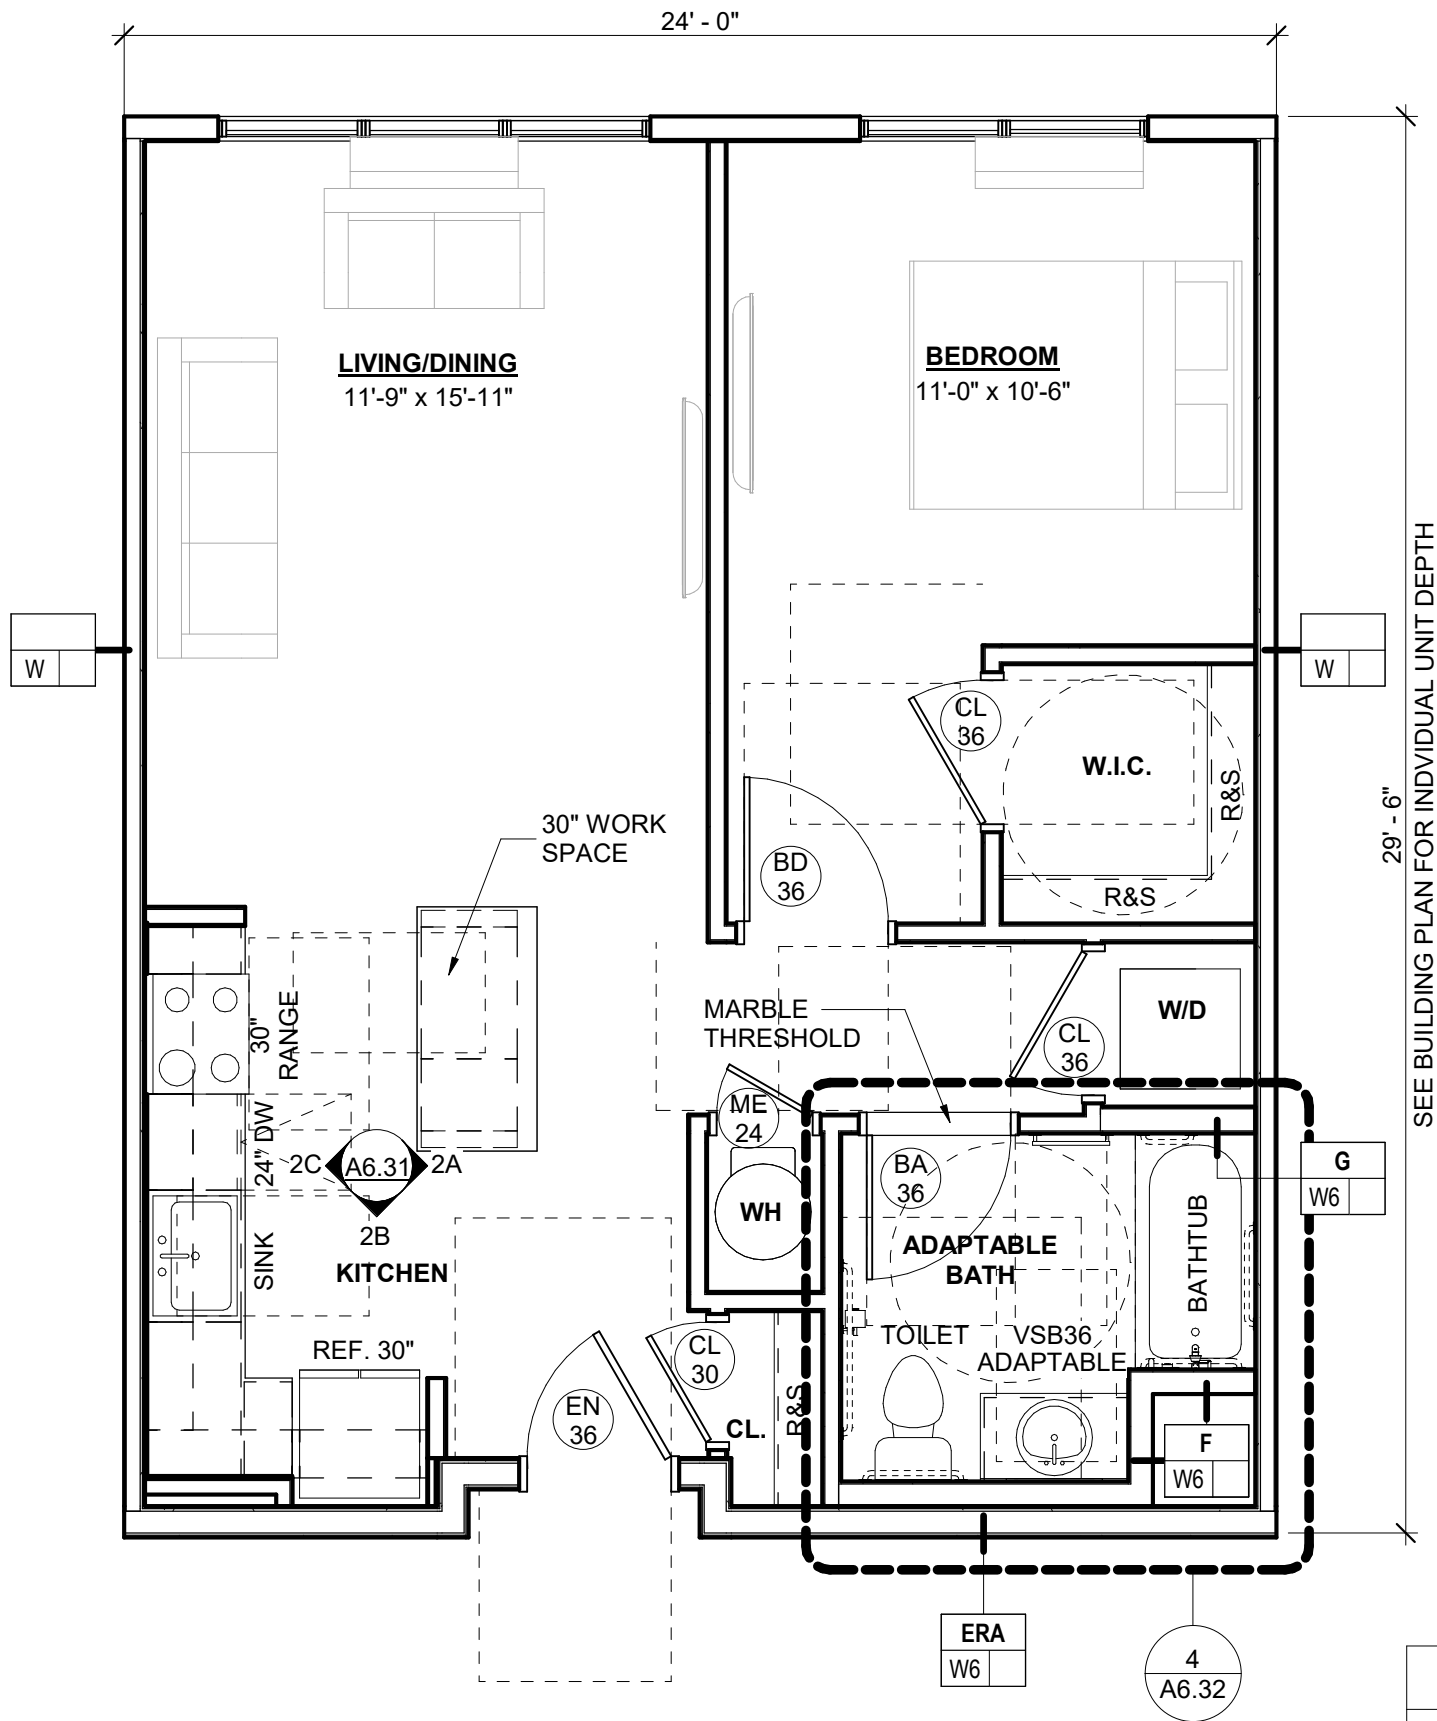 24' - 0"
LIVING/DINING
11'-9" x 15'-11"
BEDROOM
11'-0" x 10'-6"
W
W
CL
36
W.I.C.
R&S
R&S
30" WORK
SPACE
BD
36
29' - 6"
SEE BUILDING PLAN FOR INDVIDUAL UNIT DEPTH
30"
RANGE
MARBLE
THRESHOLD
W/D
CL
36
ME
24
24" DW
2C
A6.31
2A
2B
BA
36
G
W6
WH
SINK
KITCHEN
ADAPTABLE
BATH
BATHTUB
REF. 30"
CL
30
TOILET
VSB36
ADAPTABLE
EN
36
CL.
R&S
F
W6
ERA
W6
4
A6.32